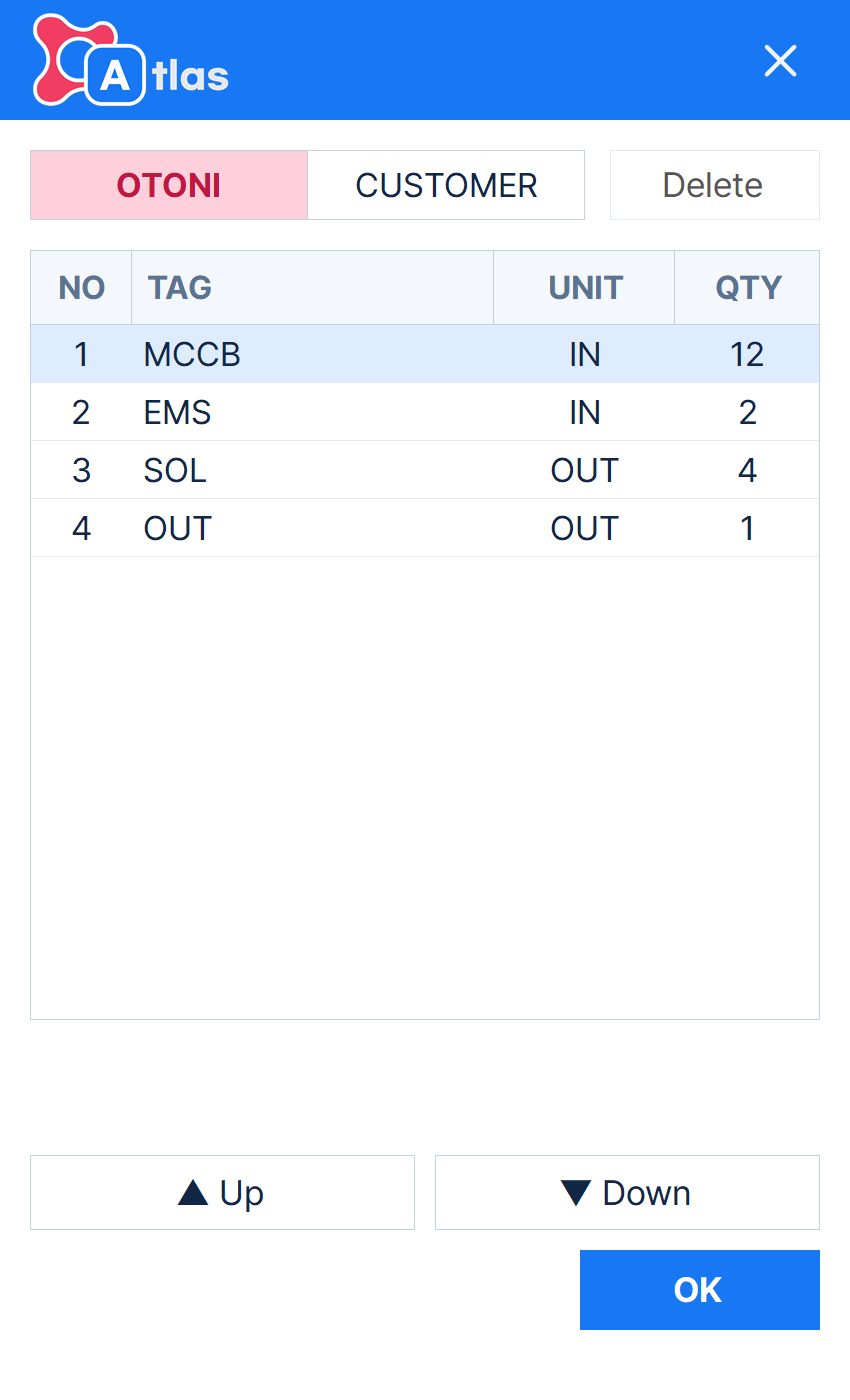 Atlas
OTONI CUSTOMER Delete
NO TAG UNIT QTY
1 MCCB IN 12
2 EMS IN 2
3 SOL OUT 4
4 OUT OUT 1
▲ Up ▼ Down
OK